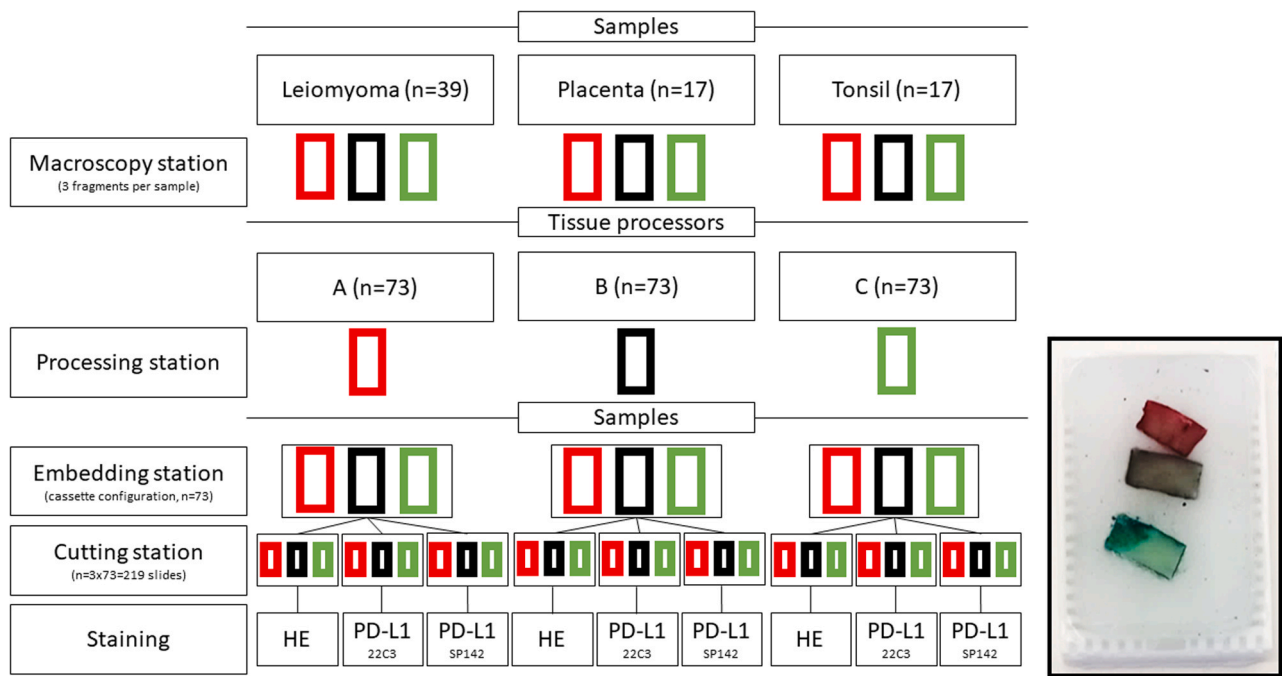 Samples
Leiomyoma (n=39)
Placenta (n=17)
Tonsil (n=17)
Macroscopy station
(3 fragments per sample)
Tissue processors
A (n=73)
B (n=73)
C (n=73)
Processing station
Samples
Embedding station
(cassette configuration, n=73)
Cutting station
(n=3x73=219 slides)
Staining
HE
PD-L1
22C3
PD-L1
SP142
HE
PD-L1
22C3
PD-L1
SP142
HE
PD-L1
22C3
PD-L1
SP142